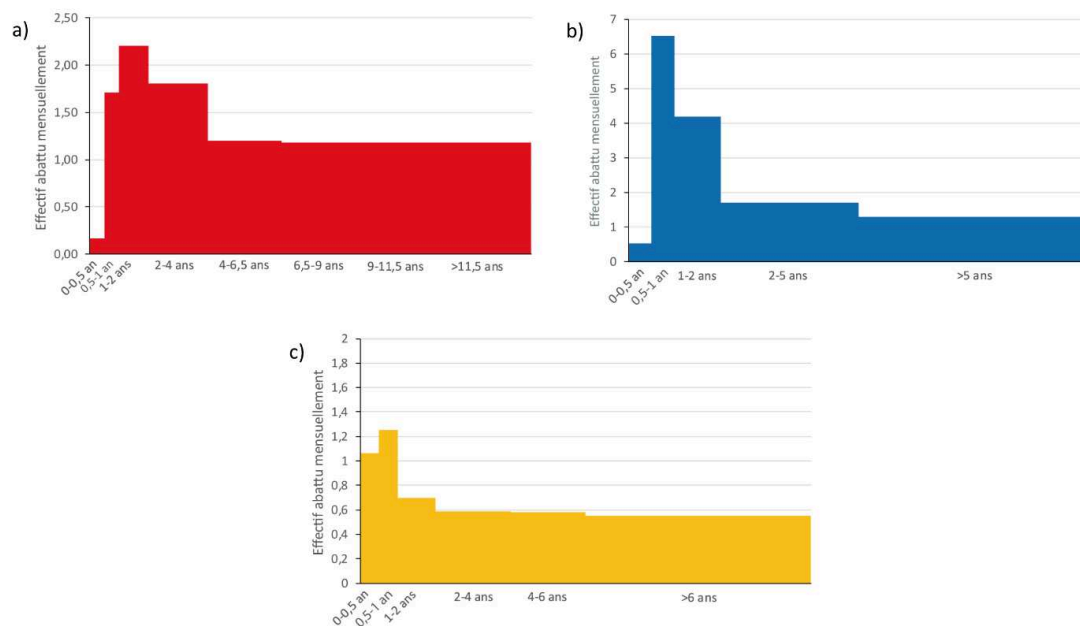 a)
Effectif abattu mensuellement
2,50
2,00
1,50
1,00
0,50
0,00
0-0,5 an
0,5-1 an
1-2 ans
2-4 ans
4-6,5 ans
6,5-9 ans
9-11,5 ans
>11,5 ans
b)
Effectif abattu mensuellement
7
6
5
4
3
2
1
0
0-0,5 an
0,5-1 an
1-2 ans
2-5 ans
>5 ans
c)
Effectif abattu mensuellement
2
1,8
1,6
1,4
1,2
1
0,8
0,6
0,4
0,2
0
0-0,5 an
0,5-1 an
1-2 ans
2-4 ans
4-6 ans
>6 ans